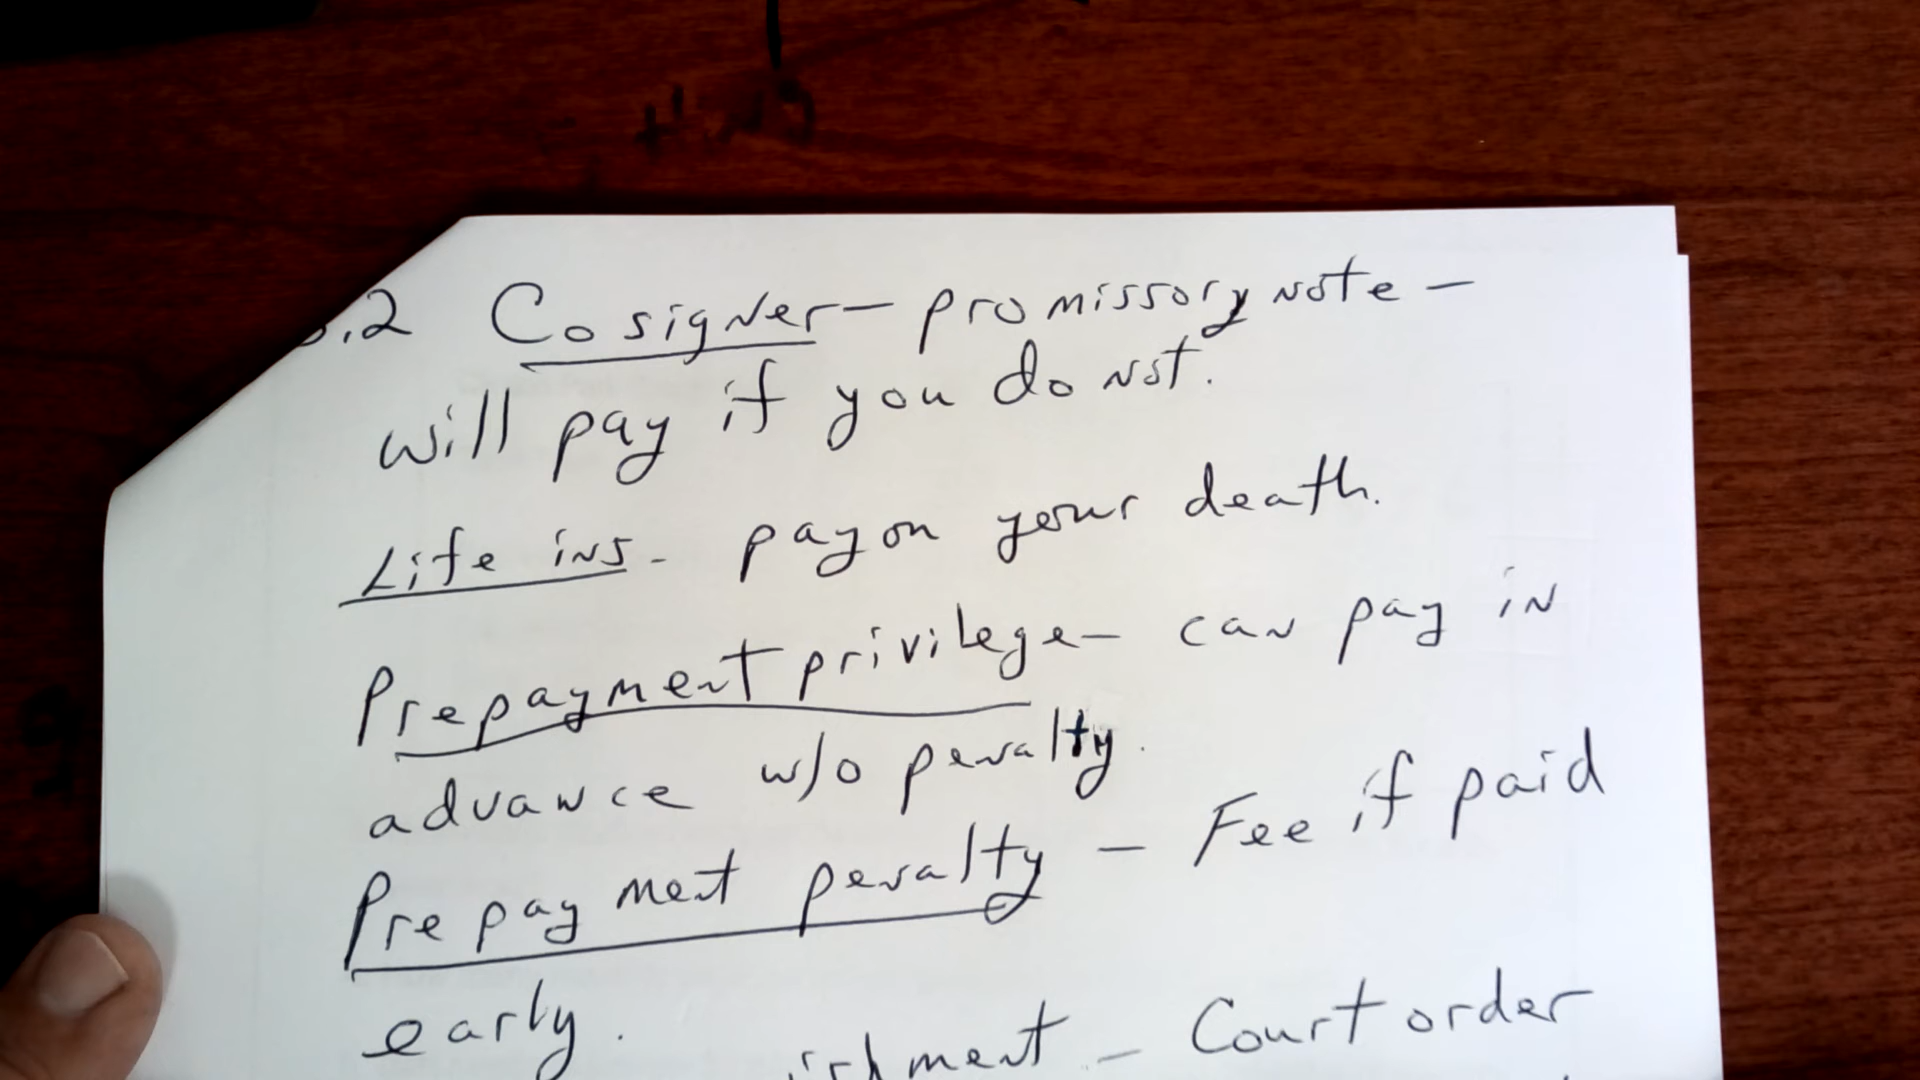 .2 Cosigner - promissory note -
will pay if you do not.
Life ins. pay on your death.
Prepayment privilege - can pay in
advance w/o penalty.
Prepayment penalty - Fee if paid
early.
- Court order